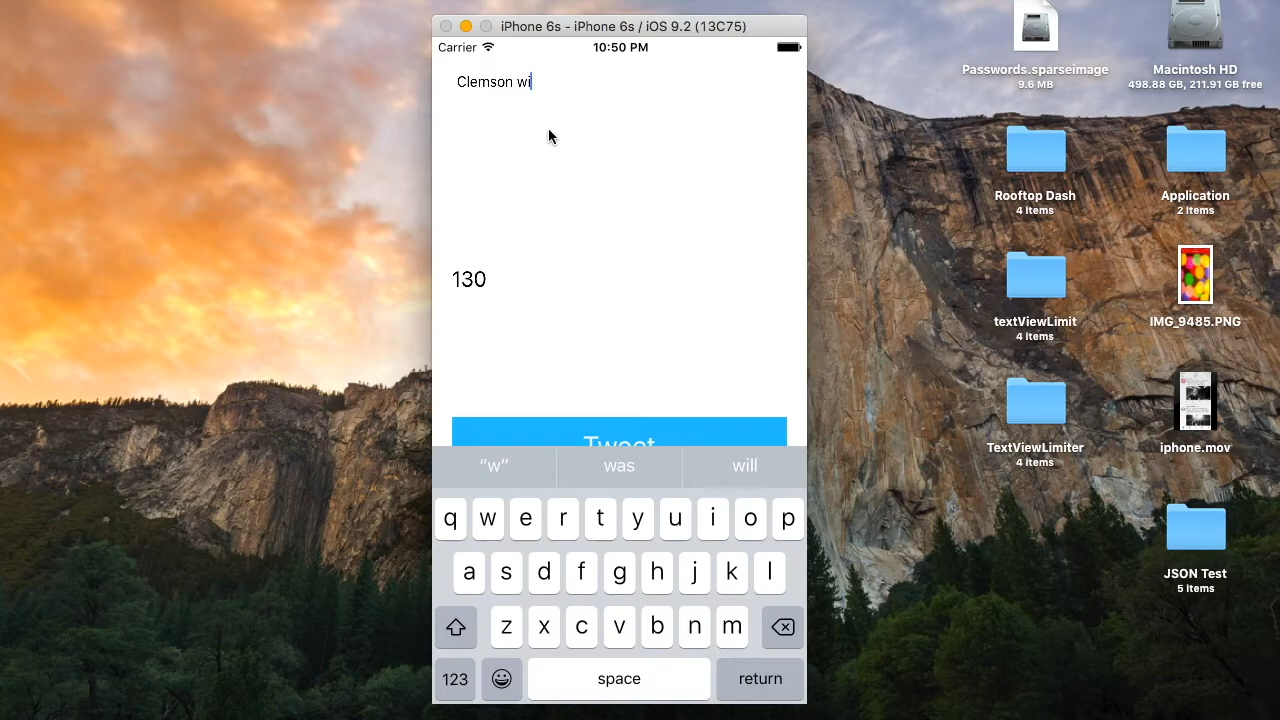 iPhone 6s - iPhone 6s / iOS 9.2 (13C75)
Carrier 10:50 PM
Clemson wi
130
Tweet
“w” was will
q w e r t y u i o p
a s d f g h j k l
z x c v b n m
123 space return
Passwords.sparseimage
9.6 MB
Macintosh HD
498.88 GB, 211.91 GB free
Rooftop Dash
4 items
Application
2 items
textViewLimit
4 items
IMG_9485.PNG
TextViewLimiter
4 items
iphone.mov
JSON Test
5 items